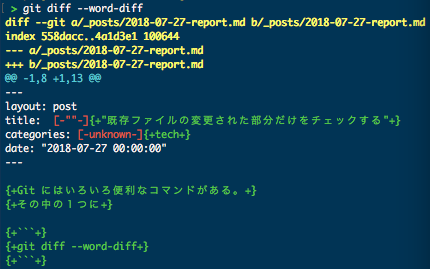 > git diff --word-diff
diff --git a/_posts/2018-07-27-report.md b/_posts/2018-07-27-report.md
index 558dacc..4a1d3e1 100644
--- a/_posts/2018-07-27-report.md
+++ b/_posts/2018-07-27-report.md
@@ -1,8 +1,13 @@
---
layout: post
title:  [-""-]{+"既存ファイルの変更された部分だけをチェックする"+}
categories: [-unknown-]{+tech+}
date: "2018-07-27 00:00:00"
---
{+Git にはいろいろ便利なコマンドがある。+}
{+その中の1つに+}
{+```+}
{+git diff --word-diff+}
{+```+}